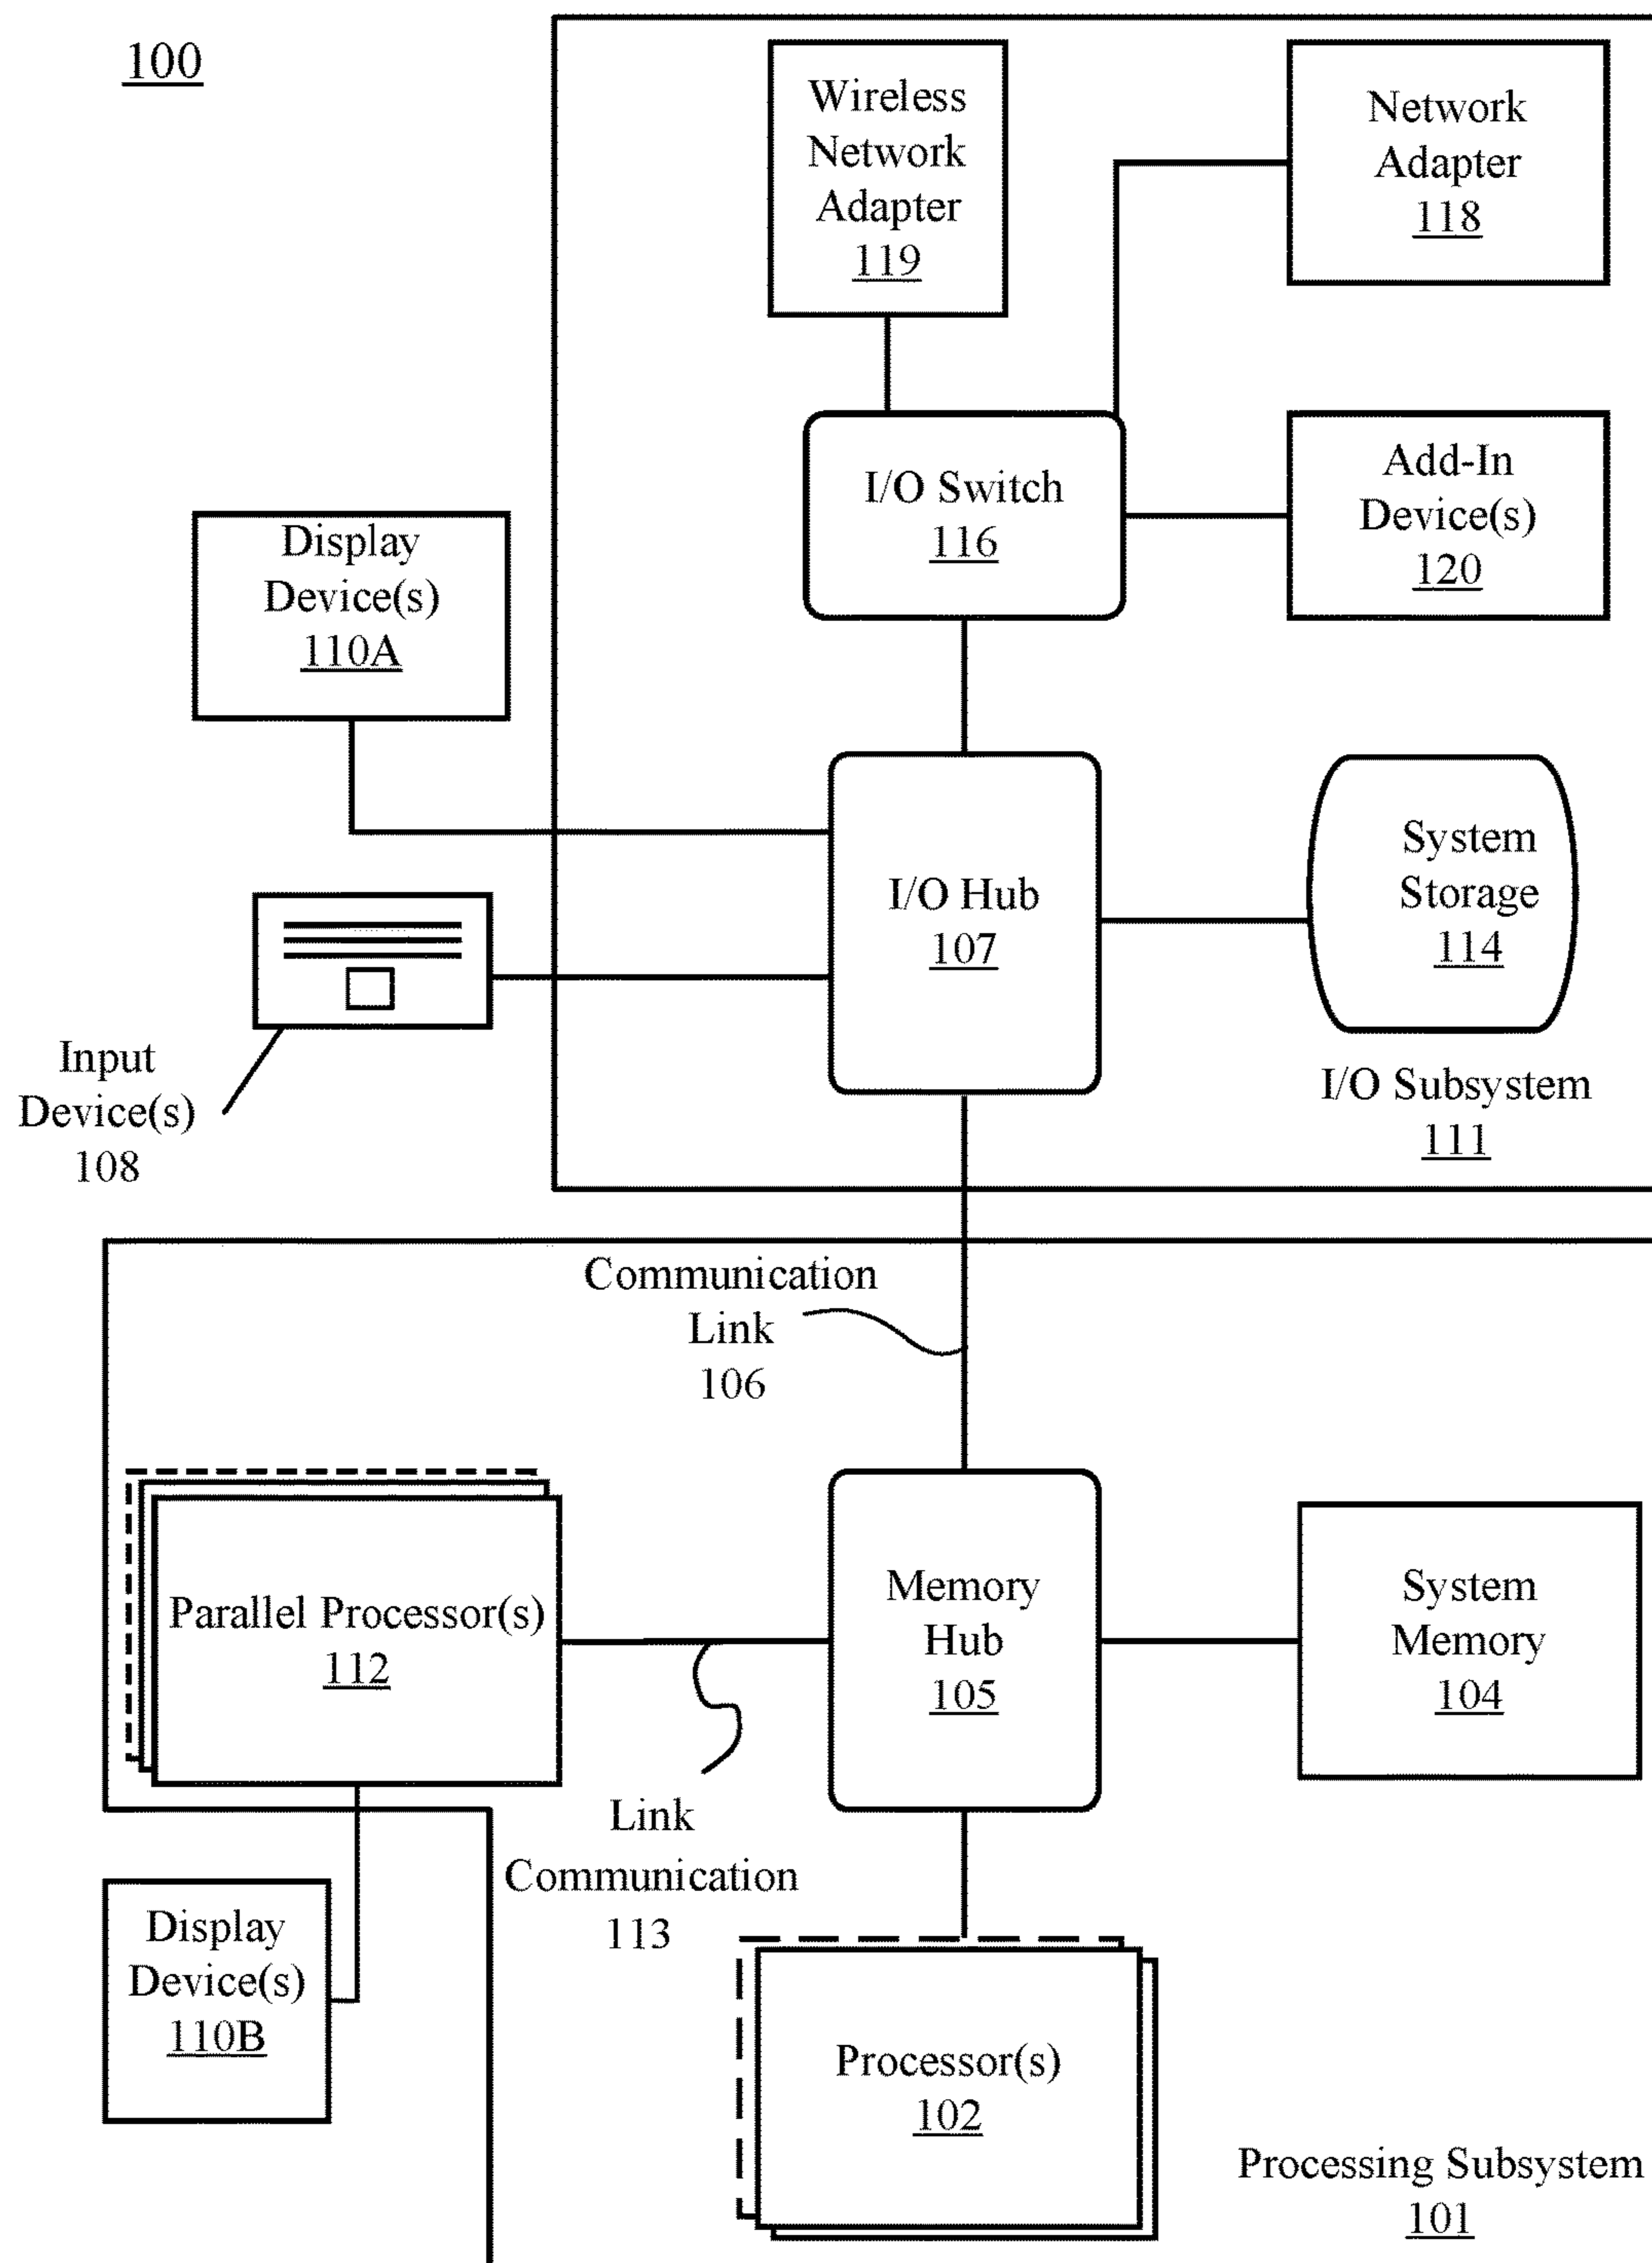 100
Wireless
Network
Adapter
119
Network
Adapter
118
I/O Switch
116
Add-In
Device(s)
120
Display
Device(s)
110A
I/O Hub
107
System
Storage
114
Input
Device(s)
108
I/O Subsystem
111
Communication
Link
106
Parallel Processor(s)
112
Memory
Hub
105
System
Memory
104
Link
Communication
113
Display
Device(s)
110B
Processor(s)
102
Processing Subsystem
101